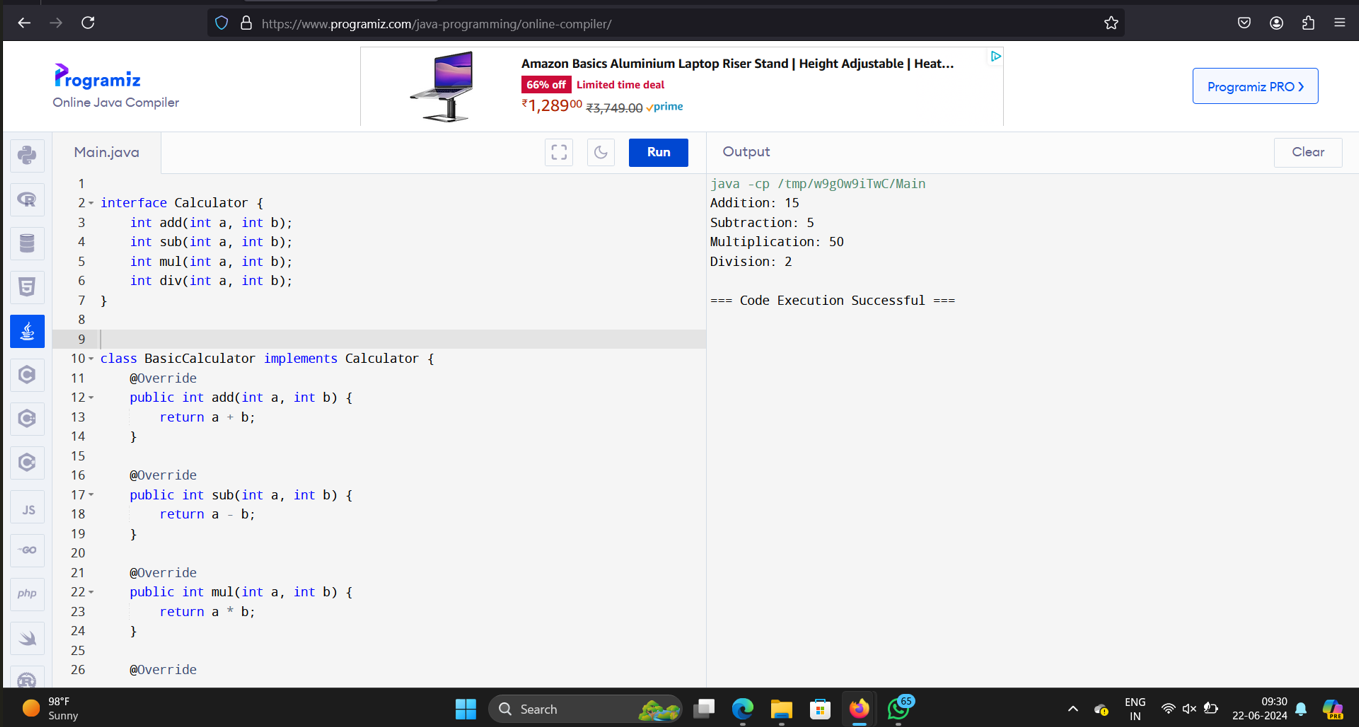 https://www.programiz.com/java-programming/online-compiler/
Programiz
Online Java Compiler
Amazon Basics Aluminium Laptop Riser Stand | Height Adjustable | Heat...
66% off Limited time deal
₹1,289⁰⁰ ₹3,749.00 prime
Programiz PRO
Main.java
Run
Output
Clear
1
2 interface Calculator {
3     int add(int a, int b);
4     int sub(int a, int b);
5     int mul(int a, int b);
6     int div(int a, int b);
7 }
8
9
10 class BasicCalculator implements Calculator {
11     @Override
12     public int add(int a, int b) {
13         return a + b;
14     }
15
16     @Override
17     public int sub(int a, int b) {
18         return a - b;
19     }
20
21     @Override
22     public int mul(int a, int b) {
23         return a * b;
24     }
25
26     @Override
java -cp /tmp/w9gOw9iTwC/Main
Addition: 15
Subtraction: 5
Multiplication: 50
Division: 2
=== Code Execution Successful ===
R
5
C
C
C
JS
GO
php
R
98°F
Sunny
Search
65
ENG
IN
09:30
22-06-2024
PRE